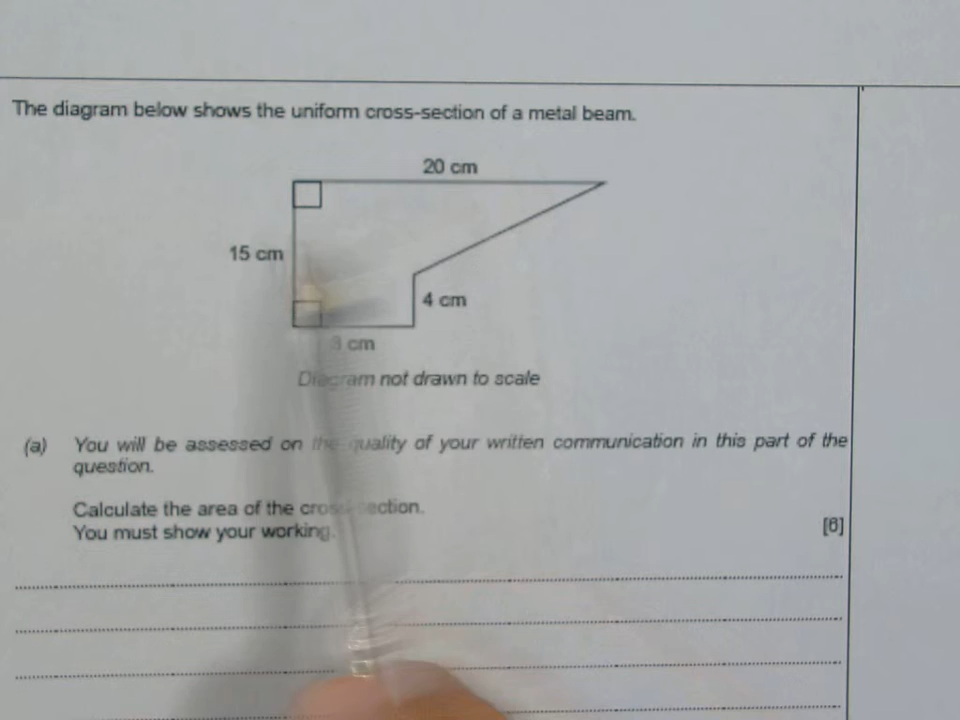 The diagram below shows the uniform cross-section of a metal beam.
20 cm
15 cm
4 cm
cm
Diagram not drawn to scale
(a) You will be assessed on the quality of your written communication in this part of the
question.
Calculate the area of the cross-section.
You must show your working.
[6]